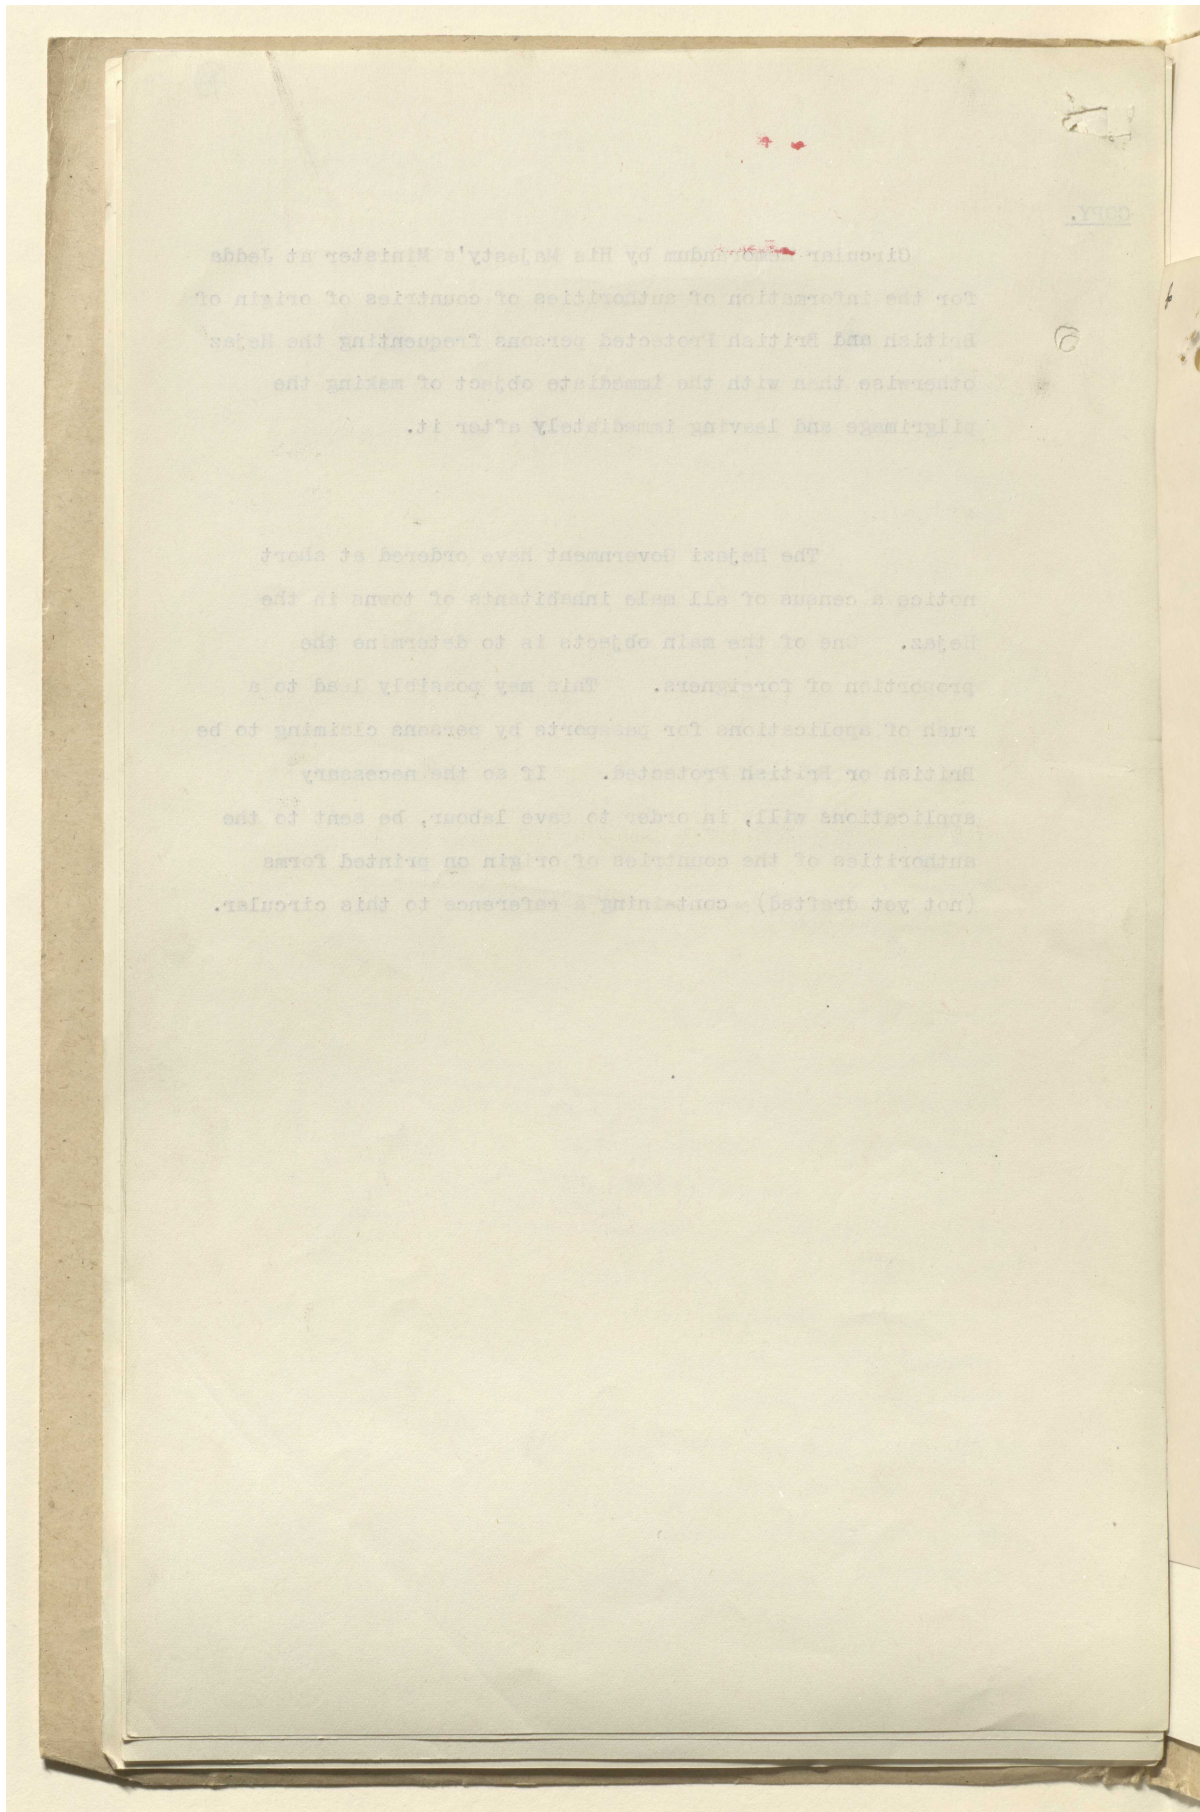 COPY.
Circular Memorandum by His Majesty's Minister at Jedda
for the information of authorities of countries of origin of
British and British Protected persons frequenting the Hejaz
otherwise than with the immediate object of making the
pilgrimage and leaving immediately after it.
The Hejazi Government have ordered at short
notice a census of all male inhabitants of towns in the
Hejaz. One of the main objects is to determine the
proportion of foreigners. This may possibly lead to a
rush of applications for passports by persons claiming to be
British or British Protected. If so the necessary
applications will, in order to save labour, be sent to the
authorities of the countries of origin on printed forms
(not yet drafted) containing a reference to this circular.